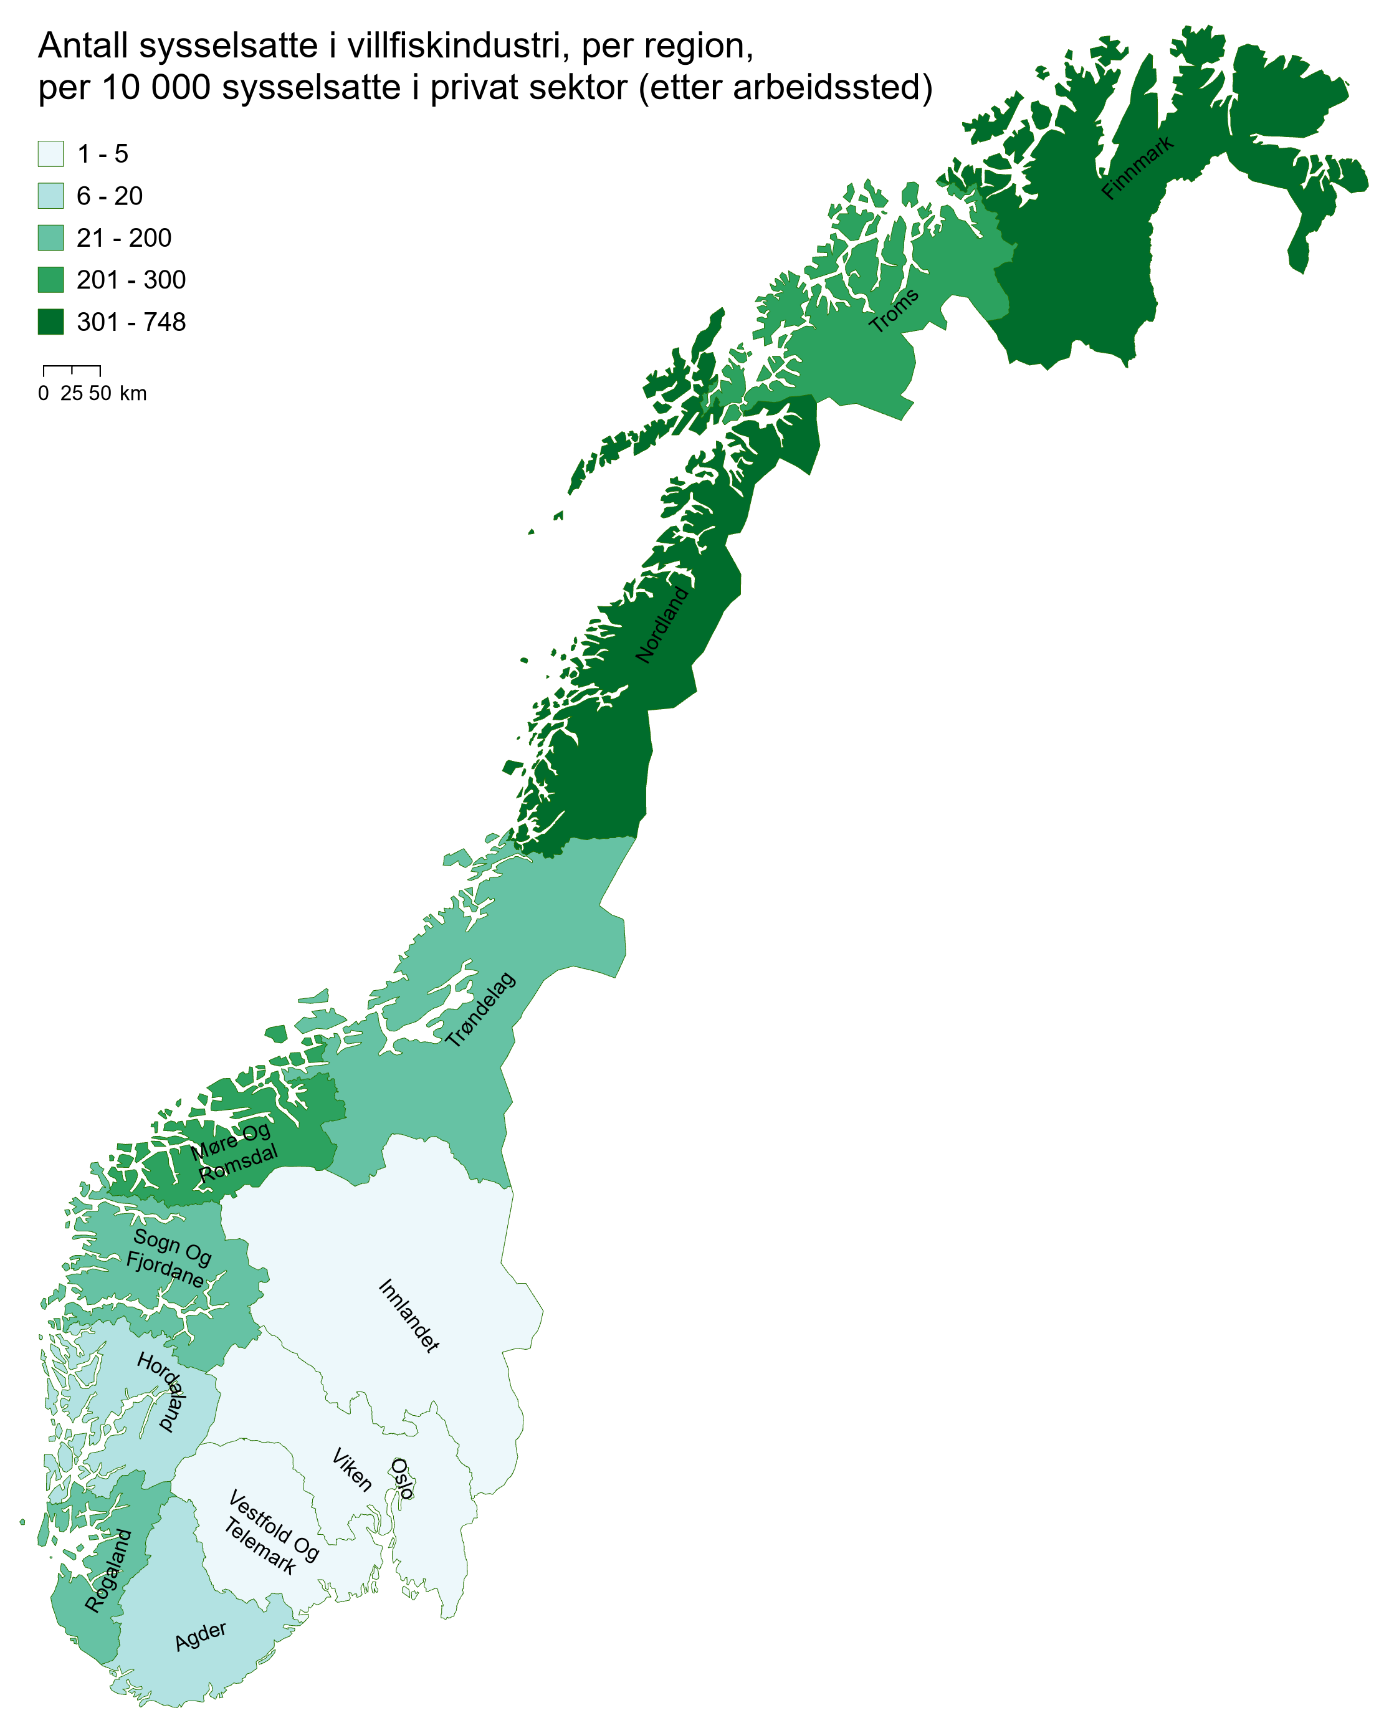 Antall sysselsatte i villfiskindustri, per region,
per 10 000 sysselsatte i privat sektor (etter arbeidssted)
1 - 5
6 - 20
21 - 200
201 - 300
301 - 748
0 25 50 km
Finnmark
Troms
Nordland
Trøndelag
Møre Og
Romsdal
Sogn Og
Fjordane
Innlandet
Hordaland
Viken
Oslo
Vestfold Og
Telemark
Rogaland
Agder